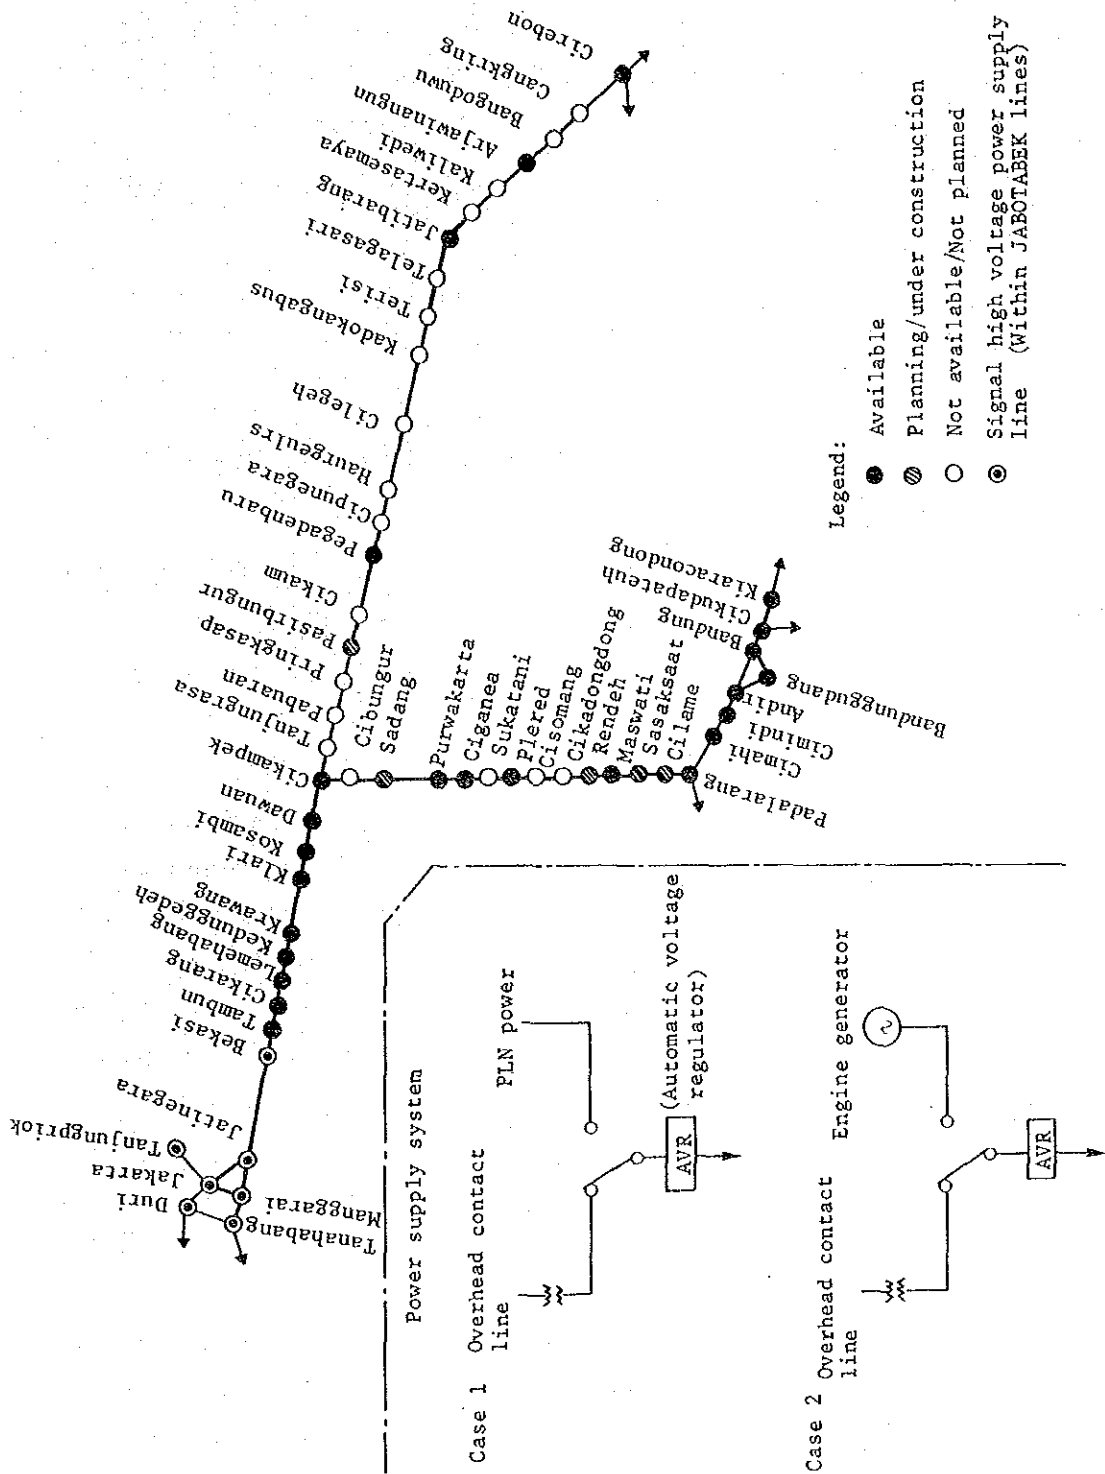 Tanjungpriok
Jakarta
Duri
Tanahabang
Manggarai
Jatinegara
Bekasi
Tambun
Cikarang
Lemehabang
Kedunggedeh
Krawang
Klari
Kosambi
Dawuan
Cikampek
Tanjungrasa
Pabuaran
Pringkasap
Pasirbungur
Cikaum
Pegadenbaru
Cipunegara
Haurgeulrs
Cilegeh
Kadokangabus
Terisi
Telagasari
Jatibarang
Kertasemaya
Kaliwedi
Arjawinangun
Bangoduwu
Cangkring
Cirebon
Cibungur
Sadang
Purwakarta
Ciganea
Sukatani
Plered
Cisomang
Cikadongdong
Rendeh
Maswati
Sasaksaat
Cilame
Padalarang
Cimahi
Cimindi
Andir
Bandunggudang
Bandung
Cikudapateuh
Kiaracondong
Legend:
Available
Planning/under construction
Not available/Not planned
Signal high voltage power supply
line (Within JABOTABEK lines)
Power supply system
Case 1 Overhead contact
line
PLN power
AVR
(Automatic voltage
regulator)
Case 2 Overhead contact
line
Engine generator
AVR